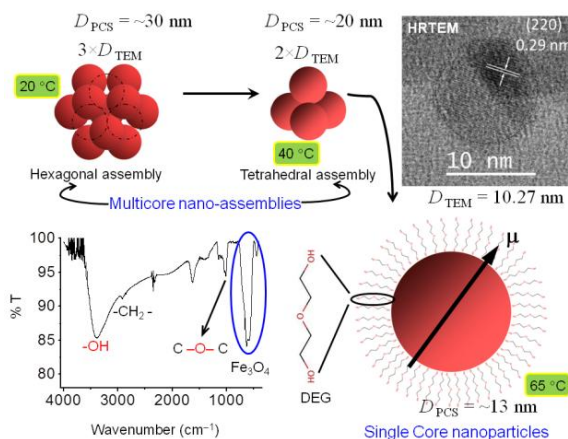 D_PCS = ~30 nm
3×D_TEM
20 °C
Hexagonal assembly
D_PCS = ~20 nm
2×D_TEM
40 °C
Tetrahedral assembly
Multicore nano-assemblies
HRTEM
(220)
0.29 nm
10 nm
D_TEM = 10.27 nm
% T
100
95
90
85
80
-OH
-CH2 -
C-O-C
Fe3O4
4000
3000
2000
1000
Wavenumber (cm−1)
OH
O
OH
DEG
μ
65 °C
D_PCS = ~13 nm
Single Core nanoparticles